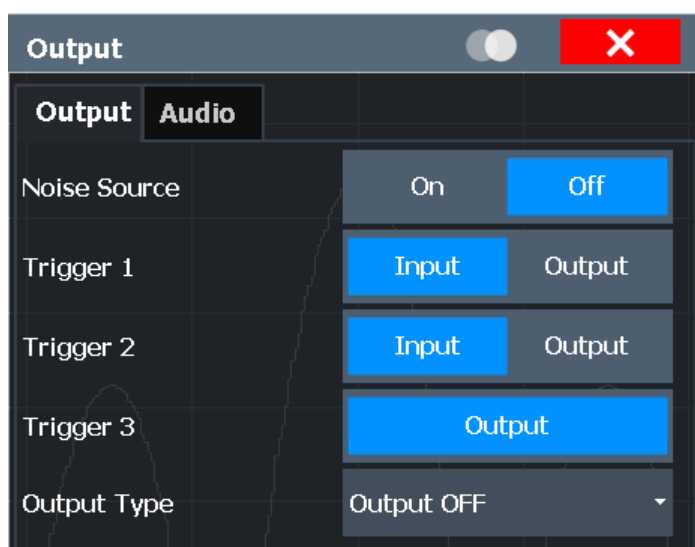 Output
Output Audio
Noise Source On Off
Trigger 1 Input Output
Trigger 2 Input Output
Trigger 3 Output
Output Type Output OFF